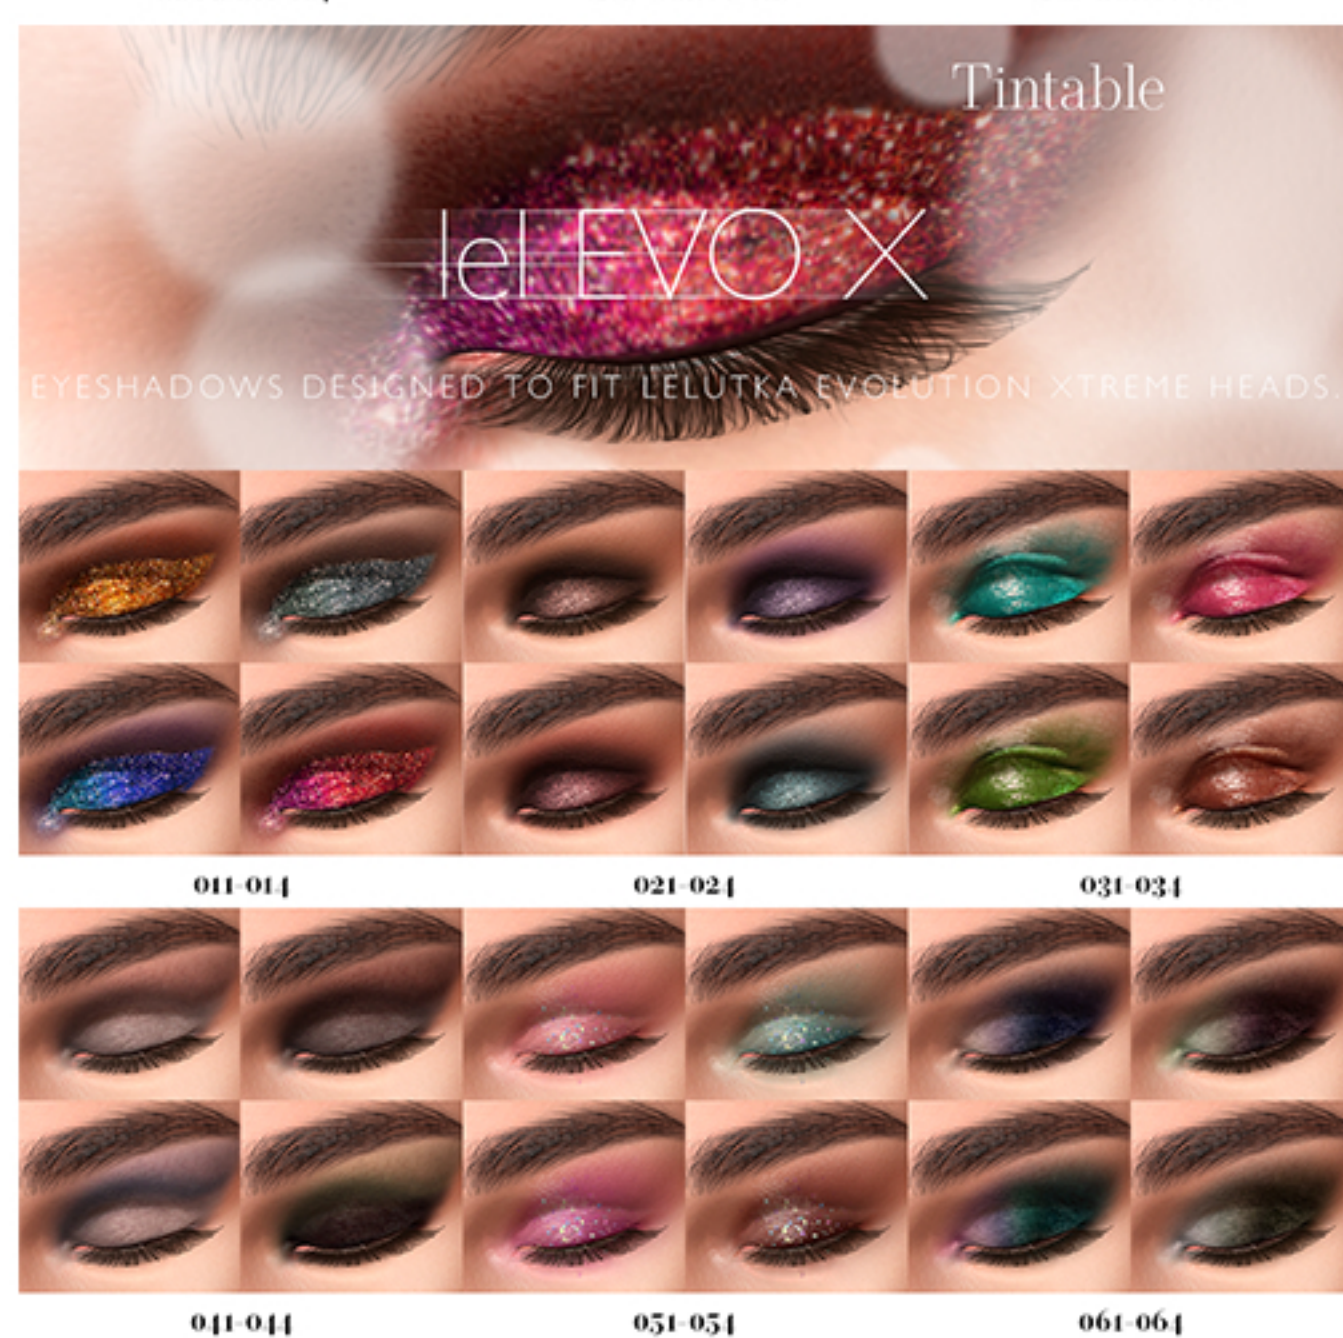 Tintable
lel EVO X
EYESHADOWS DESIGNED TO FIT LELUTKA EVOLUTION XTREME HEADS
011-014
021-024
031-034
041-044
051-054
061-064